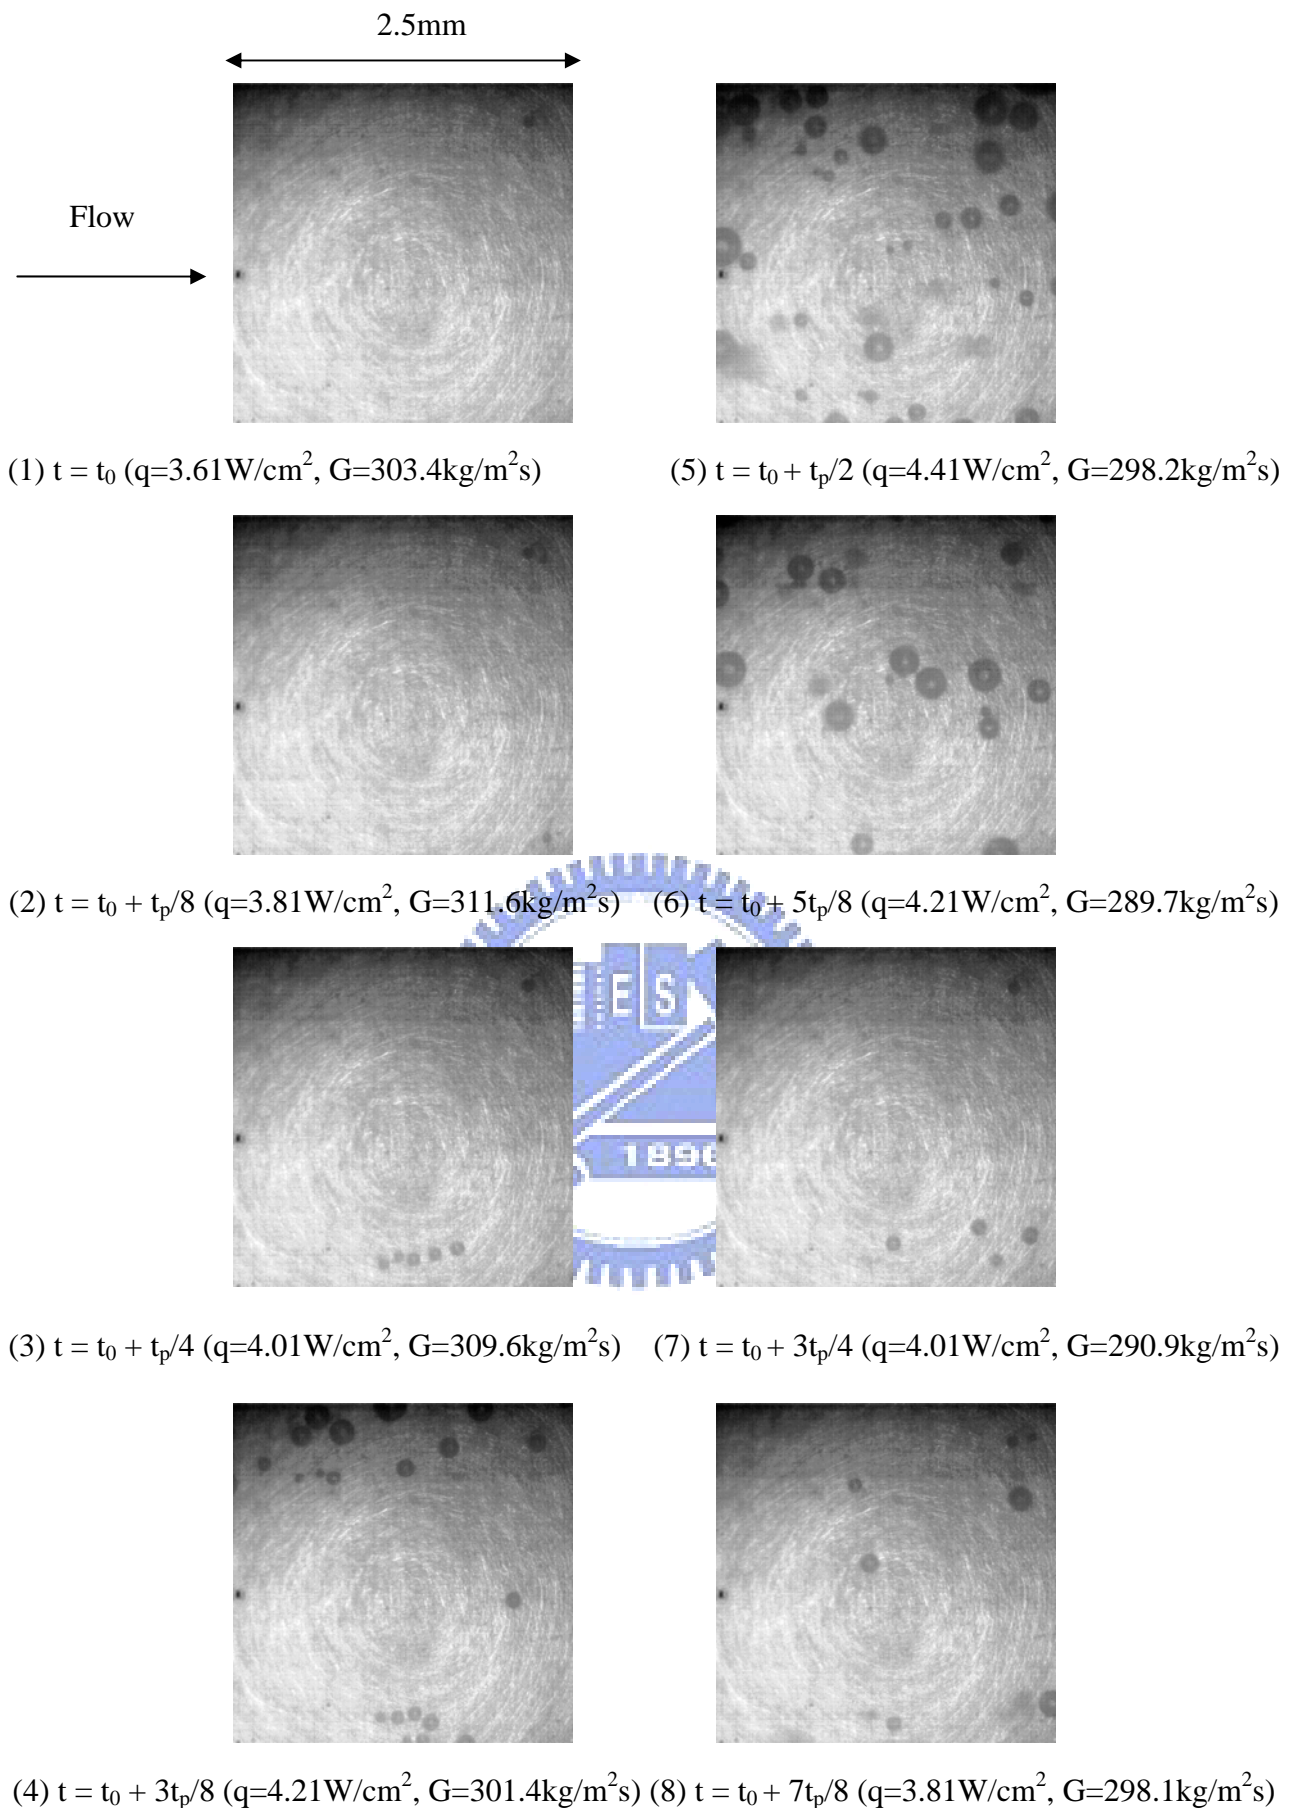 2.5mm
Flow
(1) t = t₀ (q=3.61W/cm², G=303.4kg/m²s)
(5) t = t₀ + tₚ/2 (q=4.41W/cm², G=298.2kg/m²s)
(2) t = t₀ + tₚ/8 (q=3.81W/cm², G=311.6kg/m²s)
(6) t = t₀ + 5tₚ/8 (q=4.21W/cm², G=289.7kg/m²s)
ES
189
(3) t = t₀ + tₚ/4 (q=4.01W/cm², G=309.6kg/m²s)
(7) t = t₀ + 3tₚ/4 (q=4.01W/cm², G=290.9kg/m²s)
(4) t = t₀ + 3tₚ/8 (q=4.21W/cm², G=301.4kg/m²s)
(8) t = t₀ + 7tₚ/8 (q=3.81W/cm², G=298.1kg/m²s)